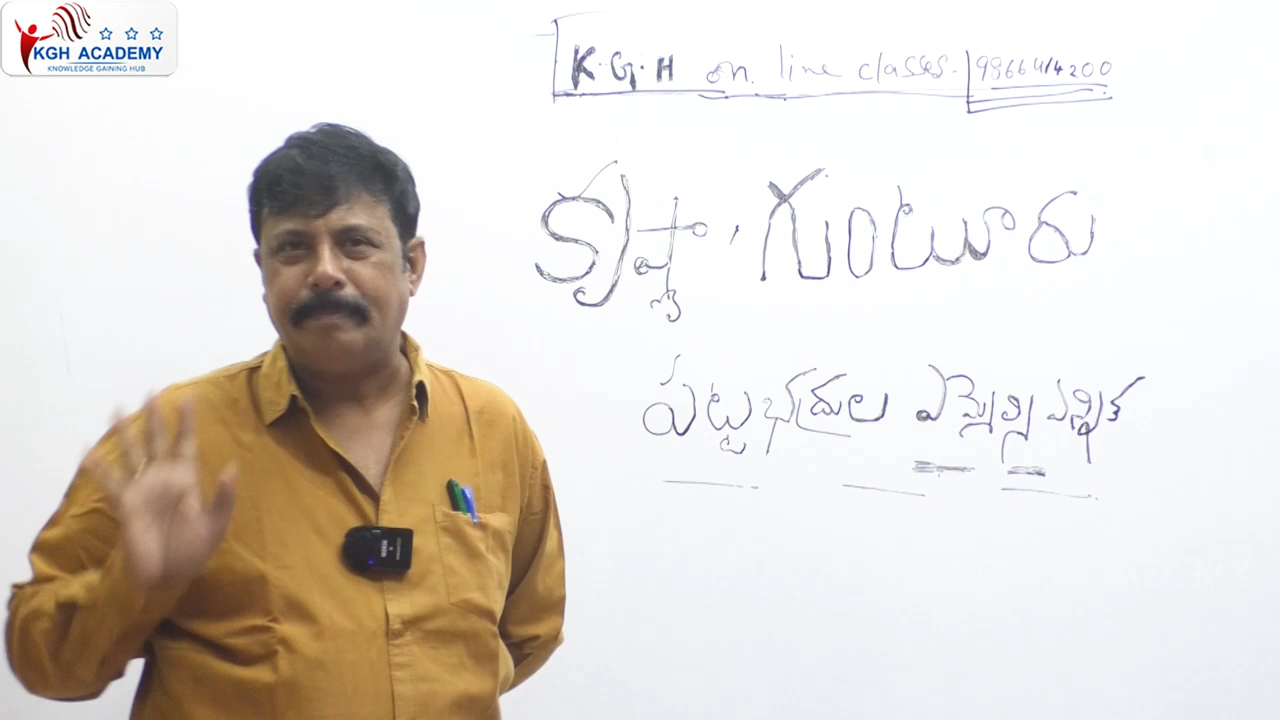 KGH ACADEMY
KNOWLEDGE GAINING HUB
K.G.H on line classes. 9866414200
కృష్ణా, గుంటూరు
పట్టభద్రుల ఎమ్మెల్సి ఎన్నిక